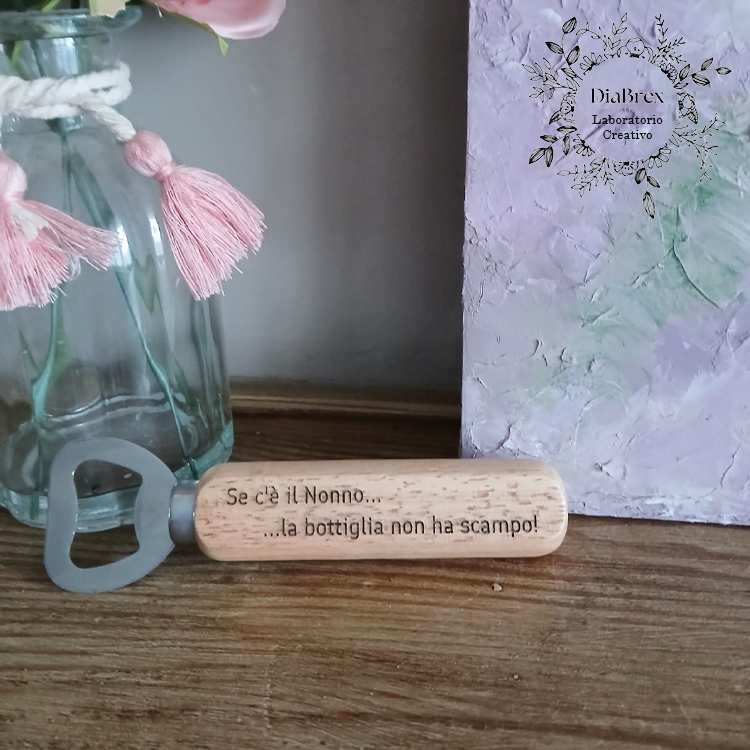 DiaBrex
Laboratorio
Creativo
Se c'è il Nonno...
...la bottiglia non ha scampo!